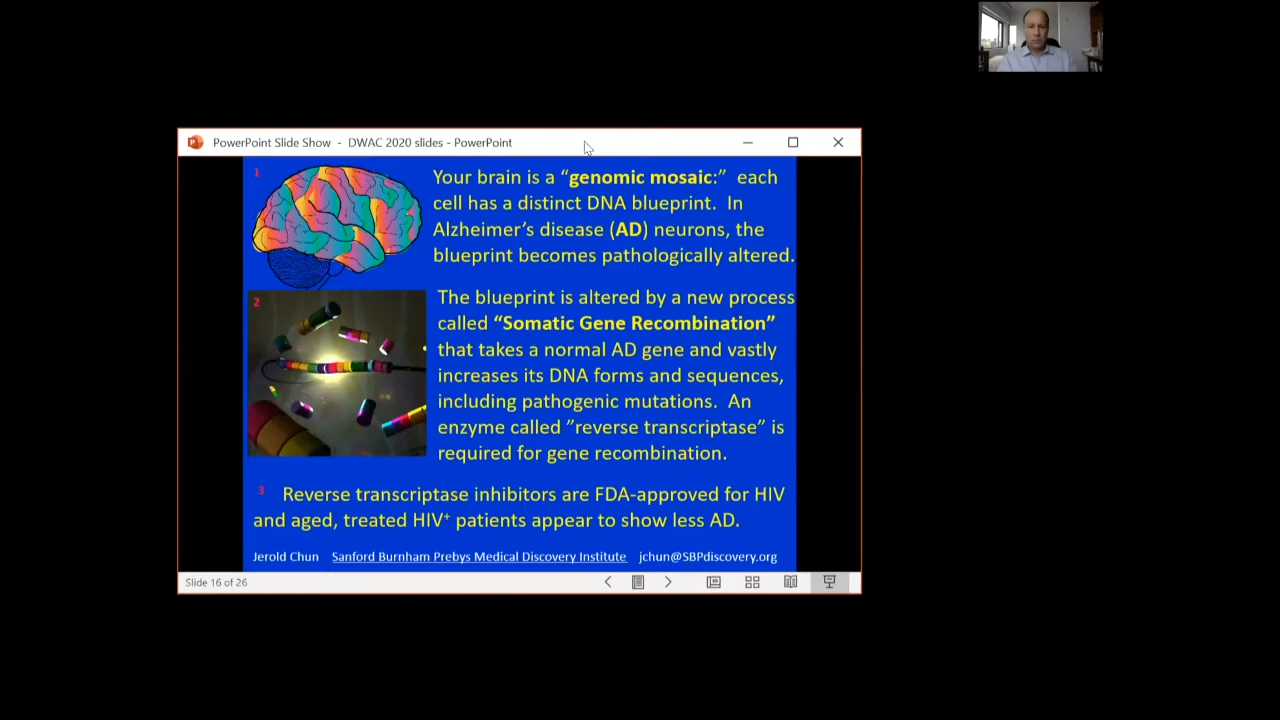 PowerPoint Slide Show - DWAC 2020 slides - PowerPoint
1
Your brain is a “genomic mosaic:” each
cell has a distinct DNA blueprint. In
Alzheimer’s disease (AD) neurons, the
blueprint becomes pathologically altered.
2
The blueprint is altered by a new process
called “Somatic Gene Recombination”
that takes a normal AD gene and vastly
increases its DNA forms and sequences,
including pathogenic mutations. An
enzyme called ”reverse transcriptase” is
required for gene recombination.
3 Reverse transcriptase inhibitors are FDA-approved for HIV
and aged, treated HIV⁺ patients appear to show less AD.
Jerold Chun Sanford Burnham Prebys Medical Discovery Institute jchun@SBPdiscovery.org
Slide 16 of 26